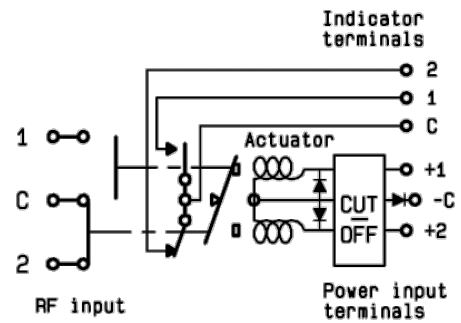 Indicator
terminals
2
1
C
Actuator
1
C
2
+1
-C
+2
CUT
OFF
RF input
Power input
terminals